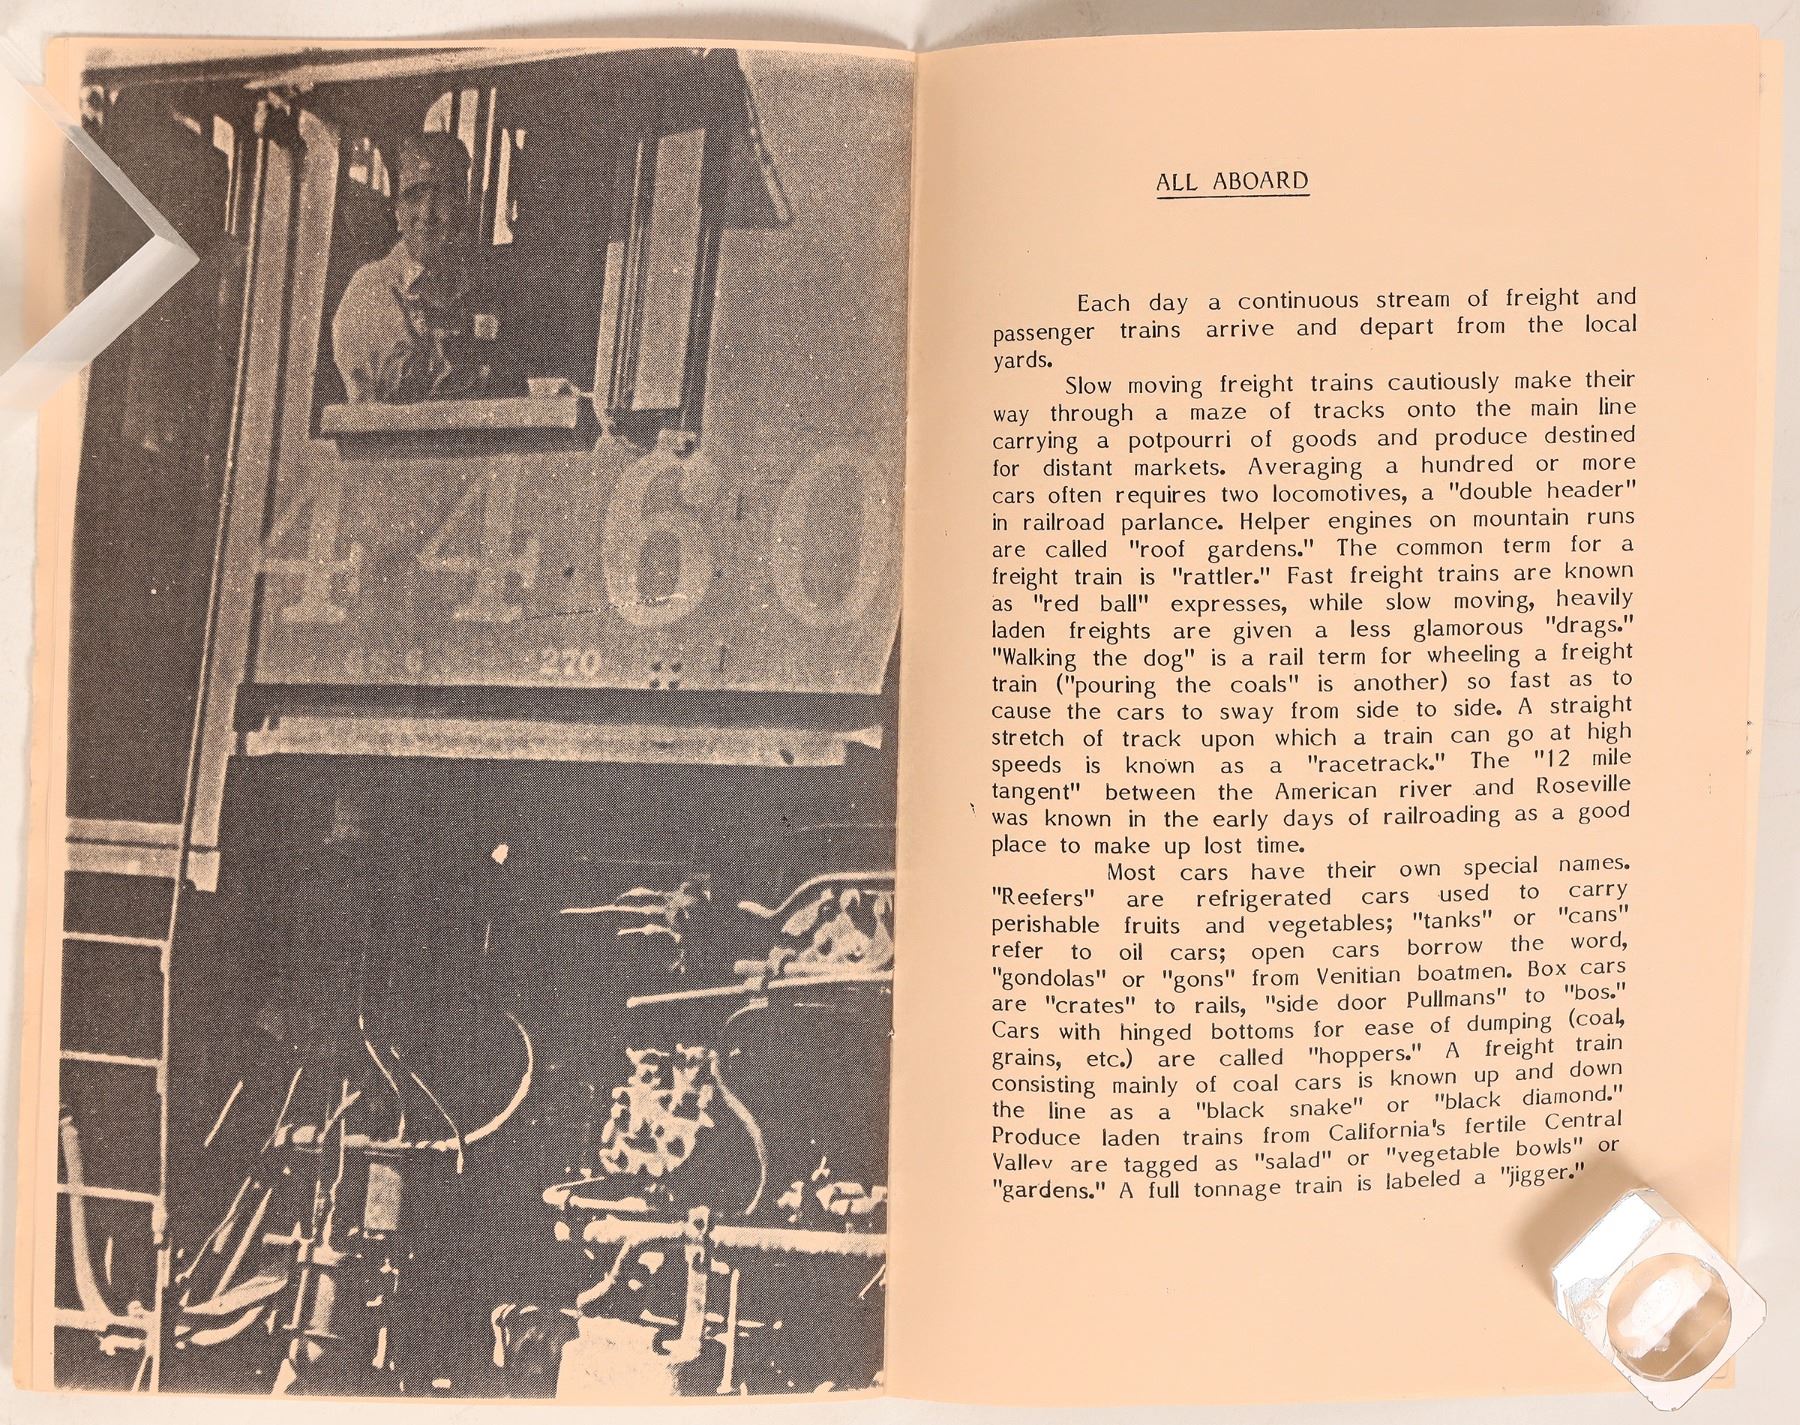 4460
270
ALL ABOARD
Each day a continuous stream of freight and
passenger trains arrive and depart from the local
yards.
Slow moving freight trains cautiously make their
way through a maze of tracks onto the main line
carrying a potpourri of goods and produce destined
for distant markets. Averaging a hundred or more
cars often requires two locomotives, a "double header"
in railroad parlance. Helper engines on mountain runs
are called "roof gardens." The common term for a
freight train is "rattler." Fast freight trains are known
as "red ball" expresses, while slow moving, heavily
laden freights are given a less glamorous "drags."
"Walking the dog" is a rail term for wheeling a freight
train ("pouring the coals" is another) so fast as to
cause the cars to sway from side to side. A straight
stretch of track upon which a train can go at high
speeds is known as a "racetrack." The "12 mile
tangent" between the American river and Roseville
was known in the early days of railroading as a good
place to make up lost time.
Most cars have their own special names.
"Reefers" are refrigerated cars used to carry
perishable fruits and vegetables; "tanks" or "cans"
refer to oil cars; open cars borrow the word,
"gondolas" or "gons" from Venitian boatmen. Box cars
are "crates" to rails, "side door Pullmans" to "bos."
Cars with hinged bottoms for ease of dumping (coal,
grains, etc.) are called "hoppers." A freight train
consisting mainly of coal cars is known up and down
the line as a "black snake" or "black diamond."
Produce laden trains from California's fertile Central
Valley are tagged as "salad" or "vegetable bowls" or
"gardens." A full tonnage train is labeled a "jigger."